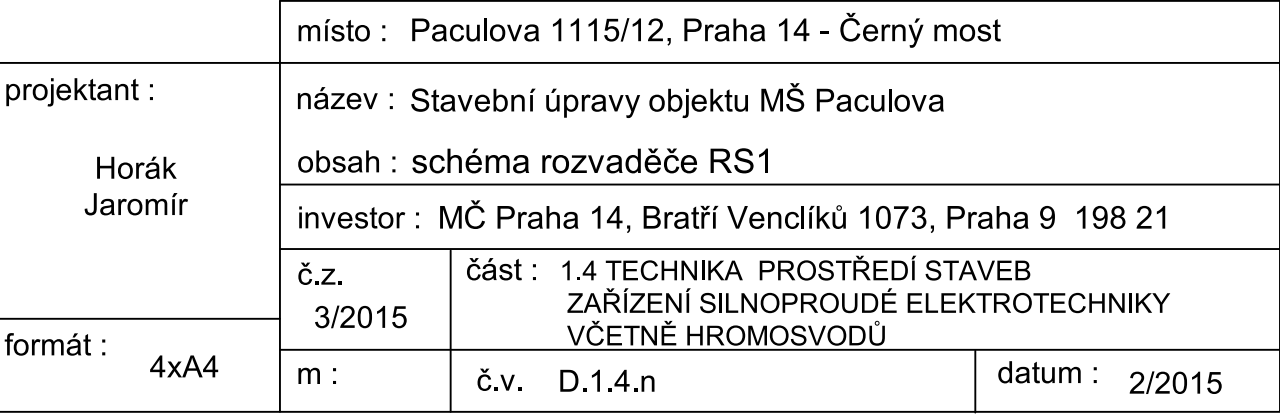 místo : Paculova 1115/12, Praha 14 - Černý most
projektant :
Horák
Jaromír
název : Stavební úpravy objektu MŠ Paculova
obsah : schéma rozvaděče RS1
investor : MČ Praha 14, Bratří Venclíků 1073, Praha 9 198 21
č.z.
3/2015
část : 1.4 TECHNIKA PROSTŘEDÍ STAVEB
ZAŘÍZENÍ SILNOPROUDÉ ELEKTROTECHNIKY
VČETNĚ HROMOSVODŮ
formát :
4xA4
m :
č.v. D.1.4.n
datum : 2/2015